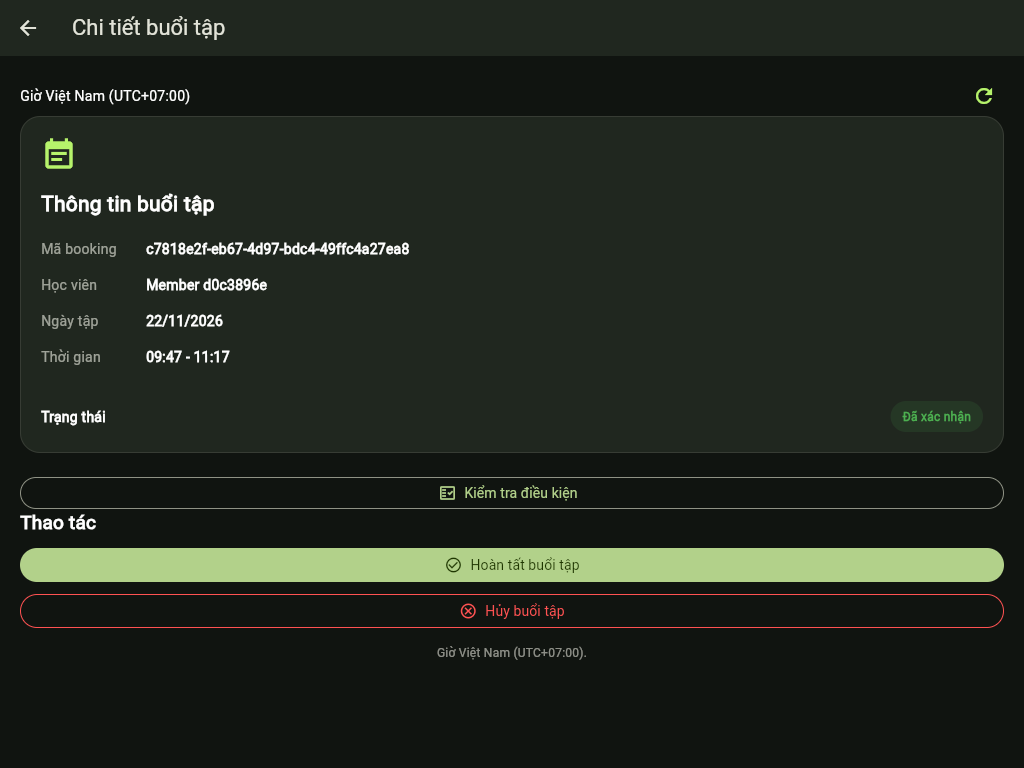 Chi tiết buổi tập
Giờ Việt Nam (UTC+07:00)
Thông tin buổi tập
Mã booking c7818e2f-eb67-4d97-bdc4-49ffc4a27ea8
Học viên Member d0c3896e
Ngày tập 22/11/2026
Thời gian 09:47 - 11:17
Trạng thái Đã xác nhận
Kiểm tra điều kiện
Thao tác
Hoàn tất buổi tập
Hủy buổi tập
Giờ Việt Nam (UTC+07:00).